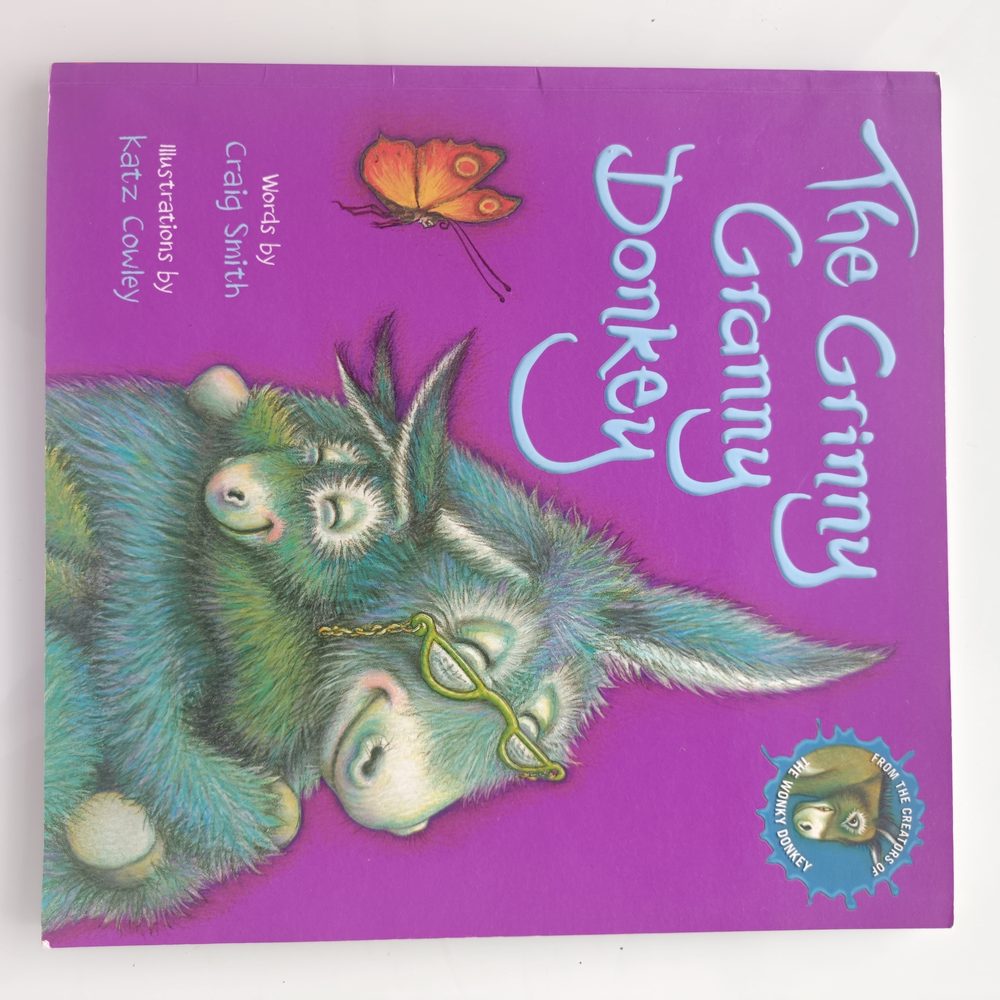 The Grinny
Granny
Donkey
Words by
Craig Smith
Illustrations by
Katz Cowley
FROM THE CREATORS OF
THE WONKY DONKEY